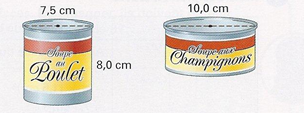 7,5 cm
10,0 cm
Soupe
au
Poulet
8,0 cm
Soupe aux
Champignons